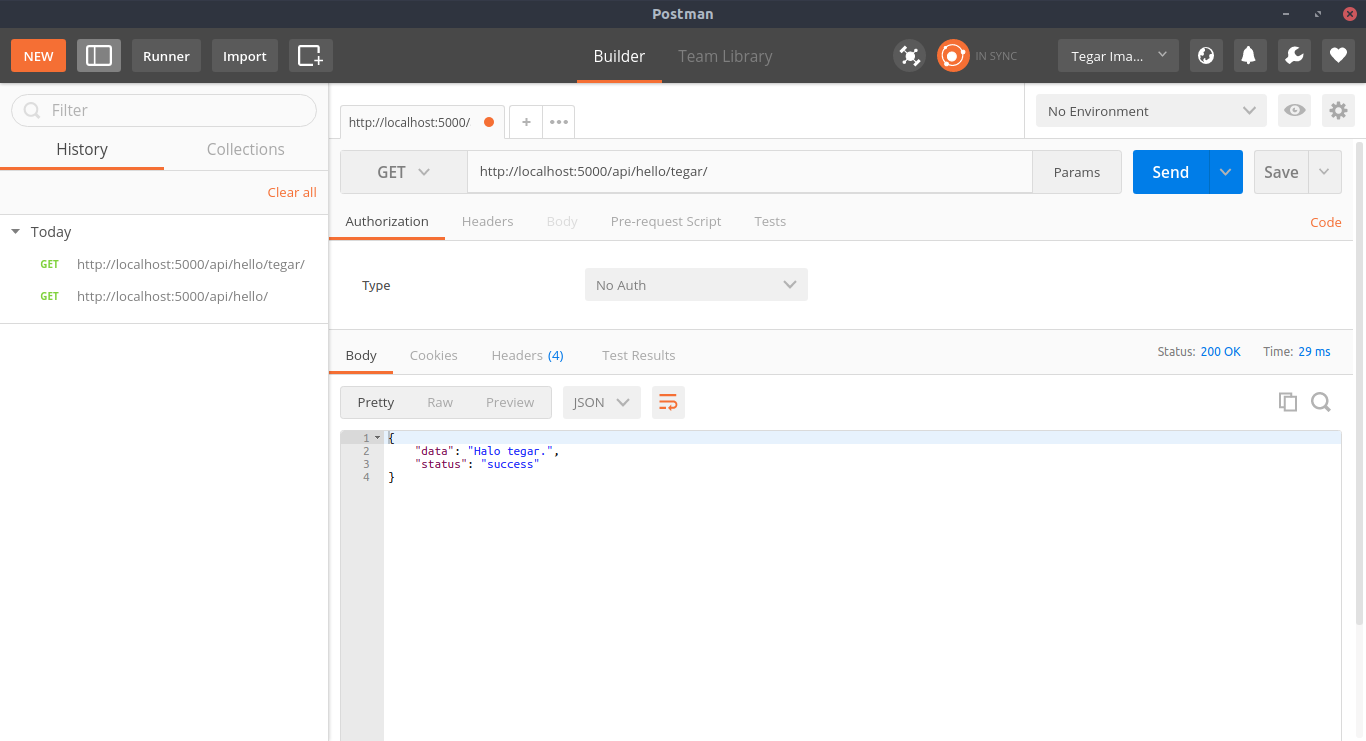 Postman
NEW Runner Import Builder Team Library IN SYNC Tegar Ima...
Filter
History Collections
Clear all
Today
GET http://localhost:5000/api/hello/tegar/
GET http://localhost:5000/api/hello/
http://localhost:5000/ + ••• No Environment
GET http://localhost:5000/api/hello/tegar/ Params Send Save
Authorization Headers Body Pre-request Script Tests Code
Type No Auth
Body Cookies Headers (4) Test Results Status: 200 OK Time: 29 ms
Pretty Raw Preview JSON
1 {
2 "data": "Halo tegar.",
3 "status": "success"
4 }